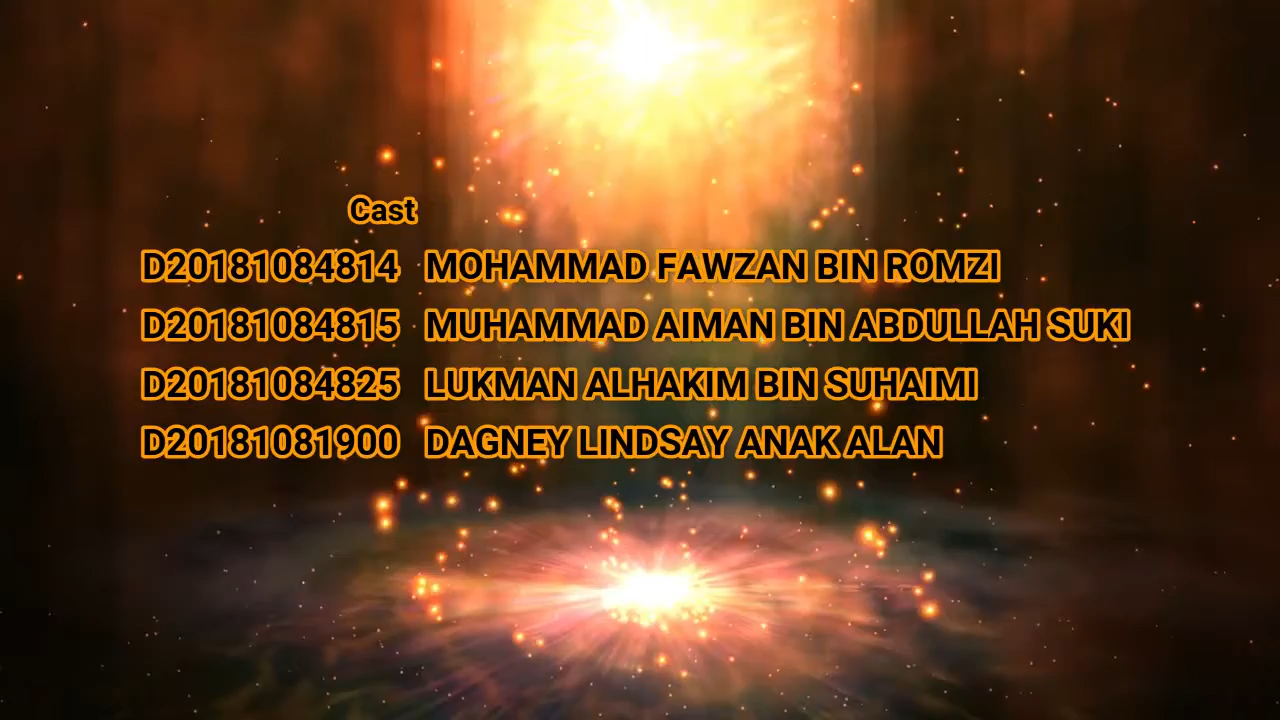 Cast
D20181084814 MOHAMMAD FAWZAN BIN ROMZI
D20181084815 MUHAMMAD AIMAN BIN ABDULLAH SUKI
D20181084825 LUKMAN ALHAKIM BIN SUHAIMI
D20181081900 DAGNEY LINDSAY ANAK ALAN